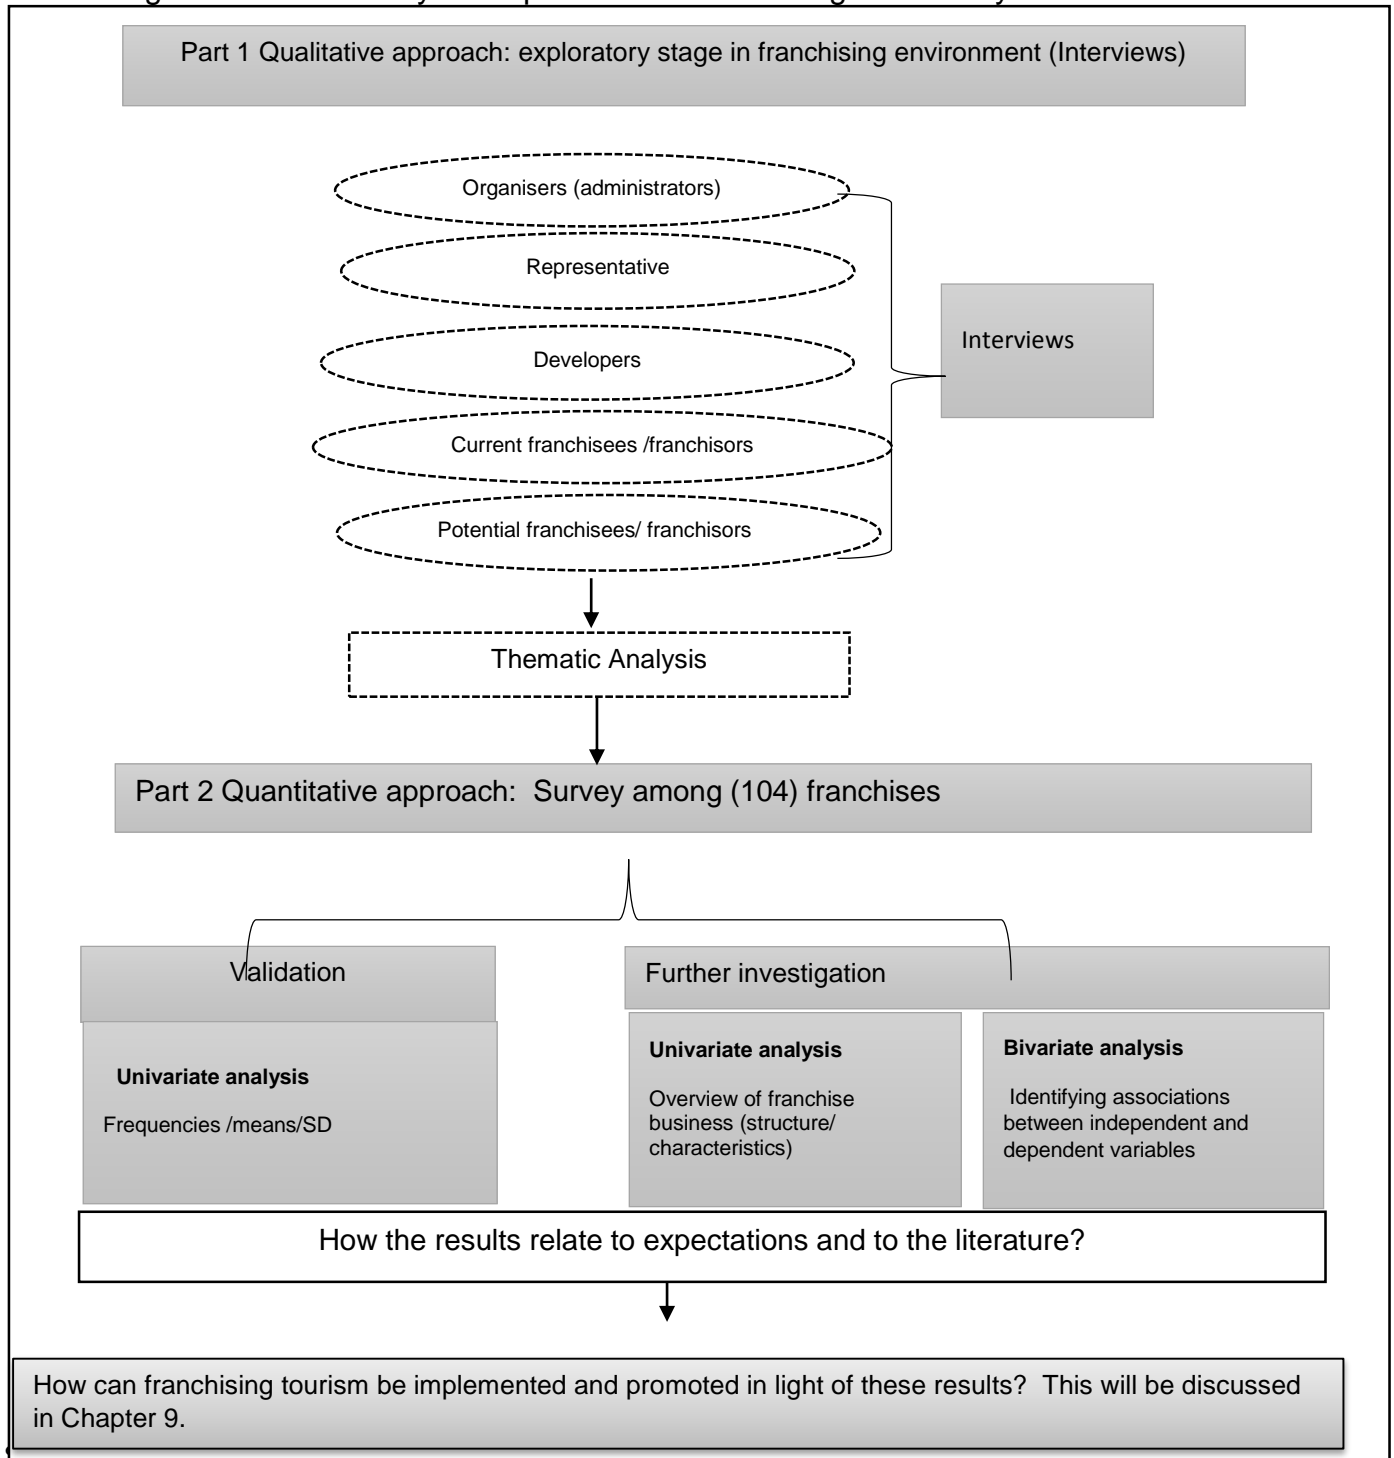 Part 1 Qualitative approach: exploratory stage in franchising environment (Interviews)
Organisers (administrators)
Representative
Developers
Current franchisees /franchisors
Potential franchisees/ franchisors
Interviews
Thematic Analysis
Part 2 Quantitative approach:  Survey among (104) franchises
Validation
Univariate analysis
Frequencies /means/SD
Further investigation
Univariate analysis
Overview of franchise
business (structure/
characteristics)
Bivariate analysis
Identifying associations
between independent and
dependent variables
How the results relate to expectations and to the literature?
How can franchising tourism be implemented and promoted in light of these results?  This will be discussed
in Chapter 9.